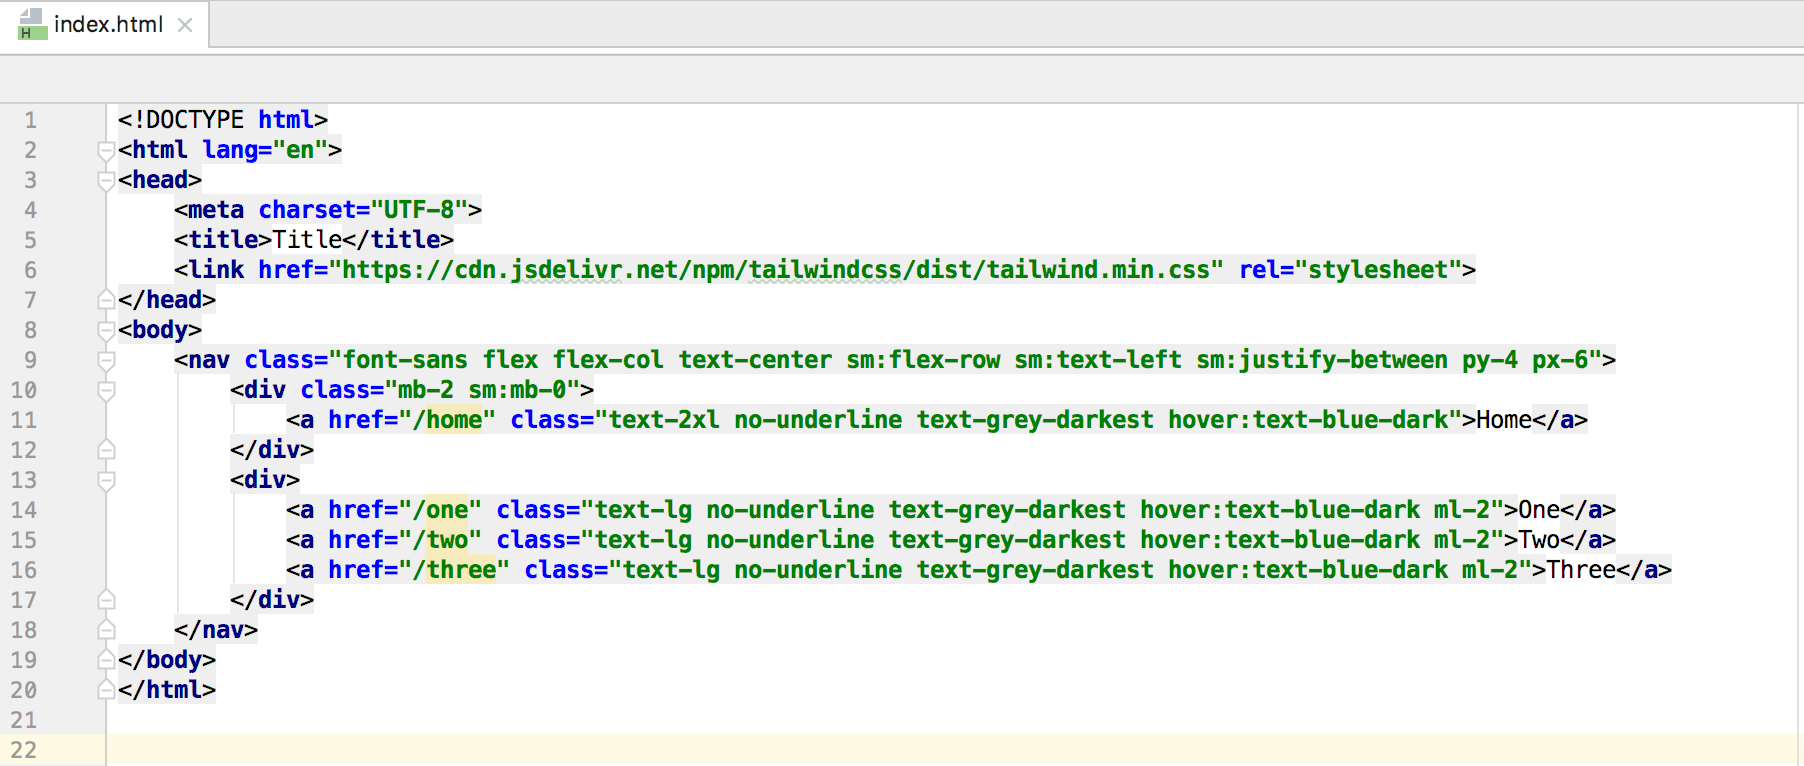 index.html
1 <!DOCTYPE html>
2 <html lang="en">
3 <head>
4     <meta charset="UTF-8">
5     <title>Title</title>
6     <link href="https://cdn.jsdelivr.net/npm/tailwindcss/dist/tailwind.min.css" rel="stylesheet">
7 </head>
8 <body>
9     <nav class="font-sans flex flex-col text-center sm:flex-row sm:text-left sm:justify-between py-4 px-6">
10         <div class="mb-2 sm:mb-0">
11             <a href="/home" class="text-2xl no-underline text-grey-darkest hover:text-blue-dark">Home</a>
12         </div>
13         <div>
14             <a href="/one" class="text-lg no-underline text-grey-darkest hover:text-blue-dark ml-2">One</a>
15             <a href="/two" class="text-lg no-underline text-grey-darkest hover:text-blue-dark ml-2">Two</a>
16             <a href="/three" class="text-lg no-underline text-grey-darkest hover:text-blue-dark ml-2">Three</a>
17         </div>
18     </nav>
19 </body>
20 </html>
21
22